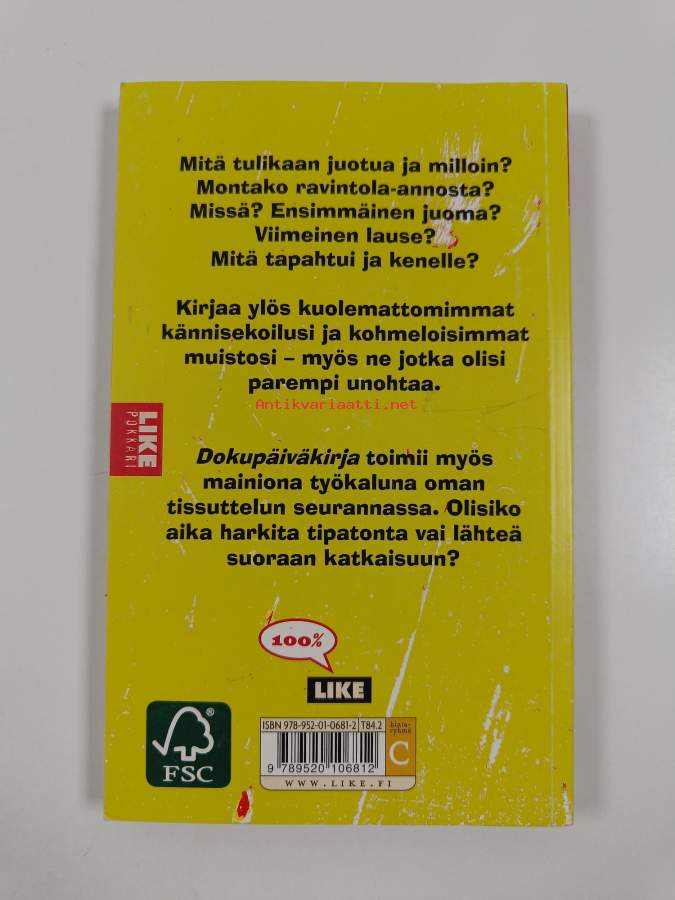 Mitä tulikaan juotua ja milloin?
Montako ravintola-annosta?
Missä? Ensimmäinen juoma?
Viimeinen lause?
Mitä tapahtui ja kenelle?
Kirjaa ylös kuolemattomimmat
kännisekoilusi ja kohmeloisimmat
muistosi – myös ne jotka olisi
parempi unohtaa.
Antikvariaatti.net
LIKE
POKKARI
Dokupäiväkirja toimii myös
mainiona työkaluna oman
tissuttelun seurannassa. Olisiko
aika harkita tipatonta vai lähteä
suoraan katkaisuun?
100%
LIKE
FSC
ISBN 978-952-01-0681-2 T84.2
hinta-
ryhmä
C
9 789520 106812
WWW.LIKE.FI